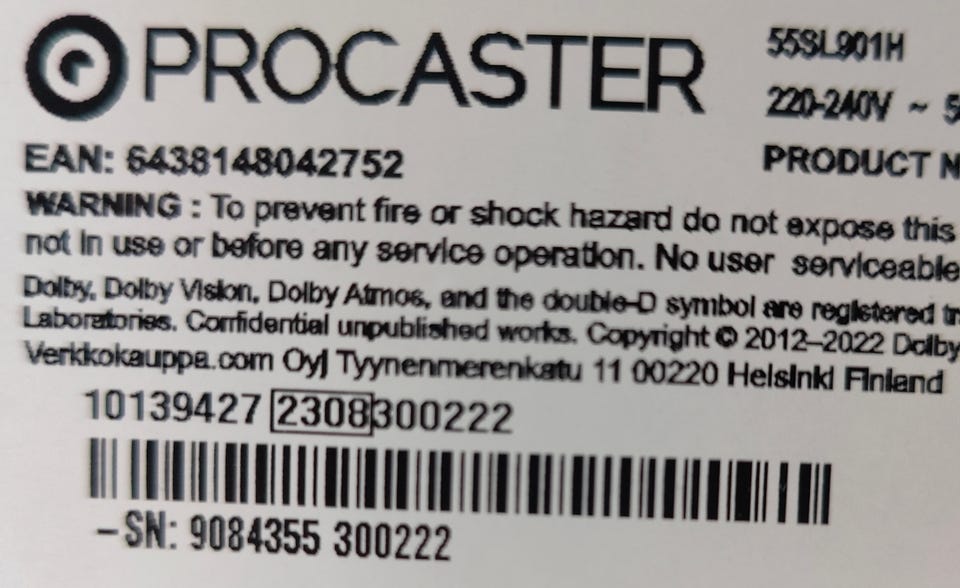 PROCASTER
55SL901H
220-240V ~ 5
EAN: 6438148042752
PRODUCT N
WARNING : To prevent fire or shock hazard do not expose this
not in use or before any service operation. No user serviceable
Dolby, Dolby Vision, Dolby Atmos, and the double-D symbol are registered tr
Laboratories. Confidential unpublished works. Copyright © 2012–2022 Dolby
Verkkokauppa.com Oyj Tyynenmerenkatu 11 00220 Helsinki Finland
10139427 2308300222
–SN: 9084355 300222